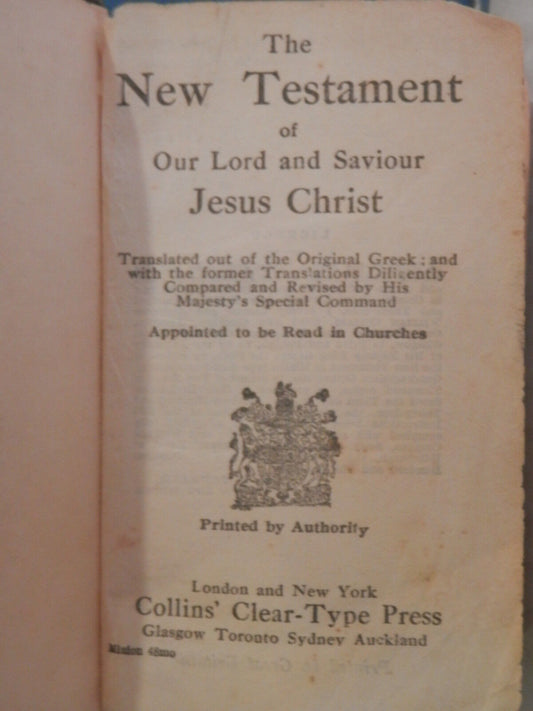 The
New Testament
of
Our Lord and Saviour
Jesus Christ
Translated out of the Original Greek; and
with the former Translations Diligently
Compared and Revised by His
Majesty's Special Command
Appointed to be Read in Churches
Printed by Authority
London and New York
Collins' Clear-Type Press
Glasgow Toronto Sydney Auckland
Minion 48mo